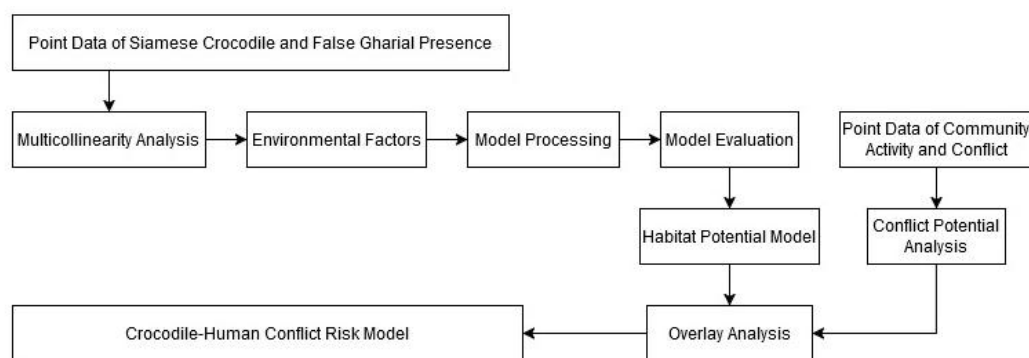 Point Data of Siamese Crocodile and False Gharial Presence
Multicollinearity Analysis
Environmental Factors
Model Processing
Model Evaluation
Point Data of Community
Activity and Conflict
Habitat Potential Model
Conflict Potential
Analysis
Crocodile-Human Conflict Risk Model
Overlay Analysis